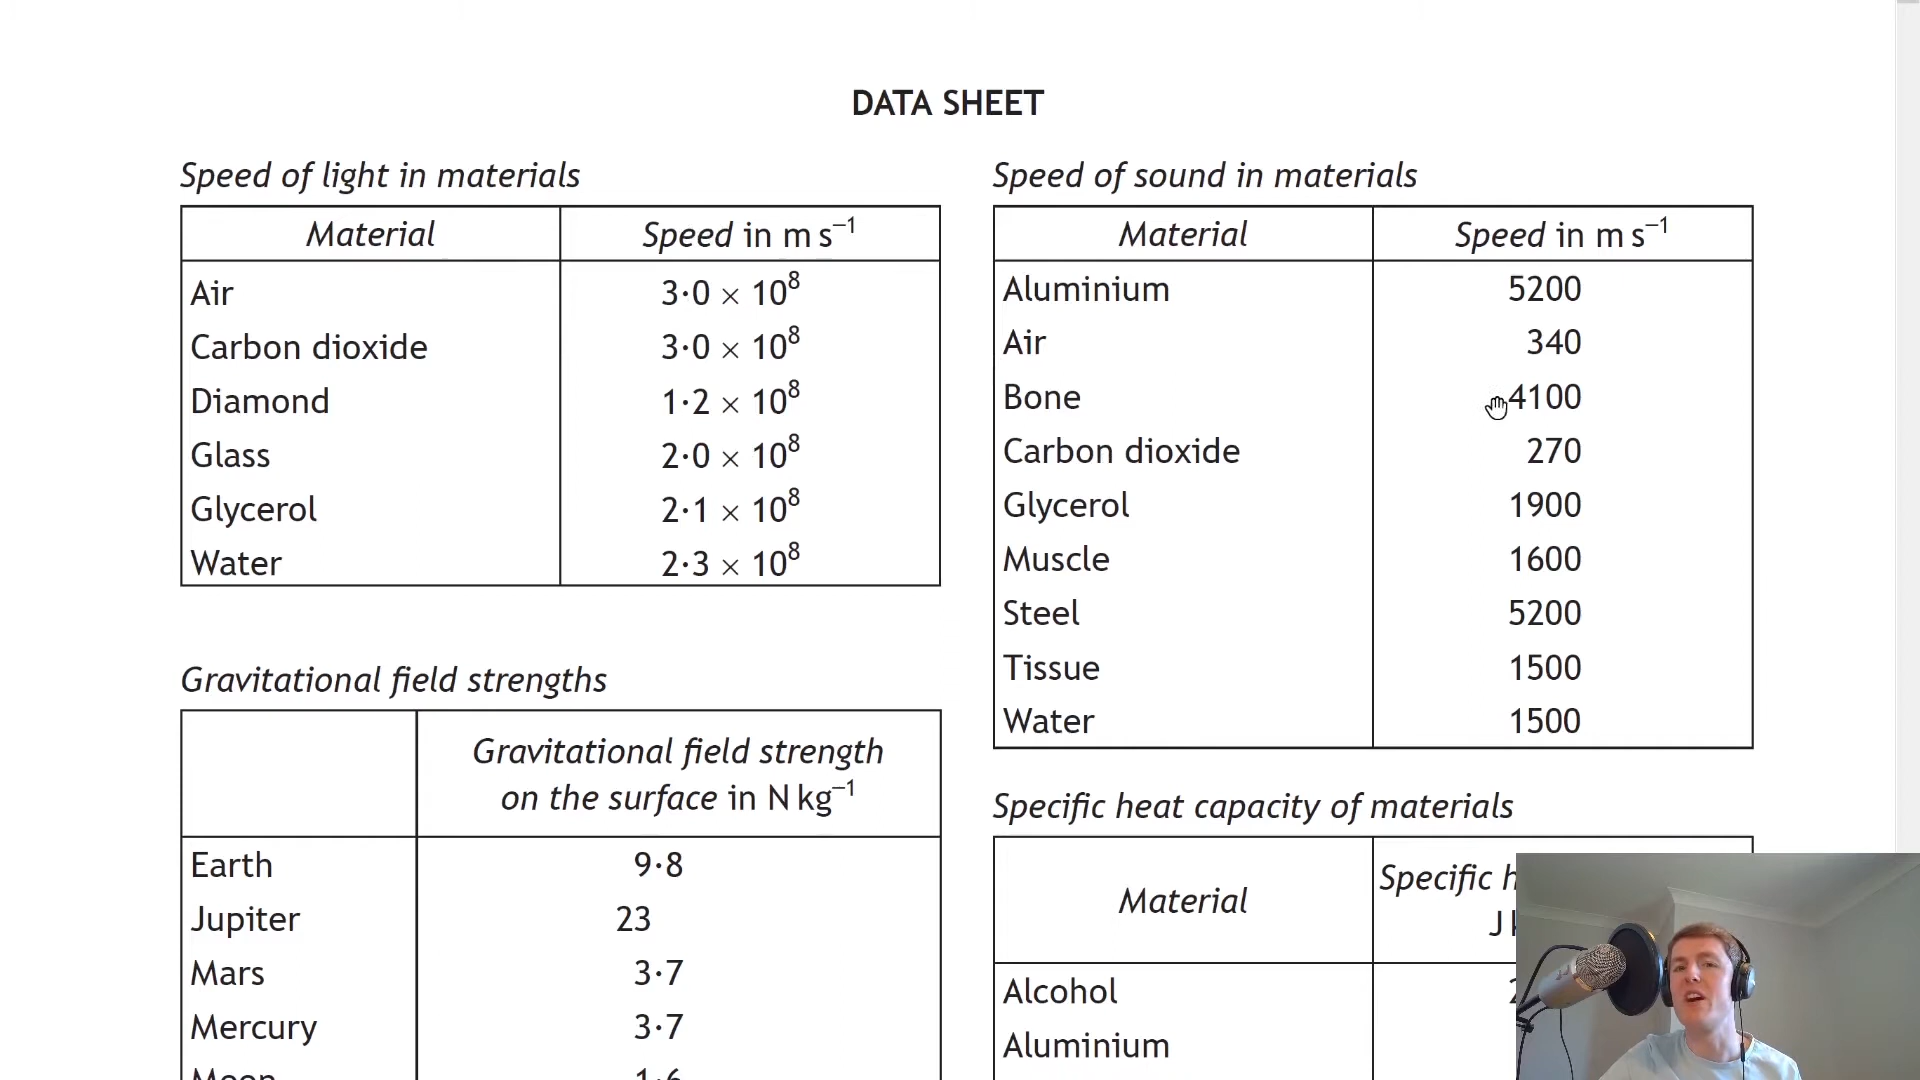 DATA SHEET
Speed of light in materials
Material Speed in m s⁻¹
Air 3·0 × 10⁸
Carbon dioxide 3·0 × 10⁸
Diamond 1·2 × 10⁸
Glass 2·0 × 10⁸
Glycerol 2·1 × 10⁸
Water 2·3 × 10⁸
Gravitational field strengths
Gravitational field strength
on the surface in N kg⁻¹
Earth 9·8
Jupiter 23
Mars 3·7
Mercury 3·7
Moon 1·6
Speed of sound in materials
Material Speed in m s⁻¹
Aluminium 5200
Air 340
Bone 4100
Carbon dioxide 270
Glycerol 1900
Muscle 1600
Steel 5200
Tissue 1500
Water 1500
Specific heat capacity of materials
Material Specific
J
Alcohol
Aluminium